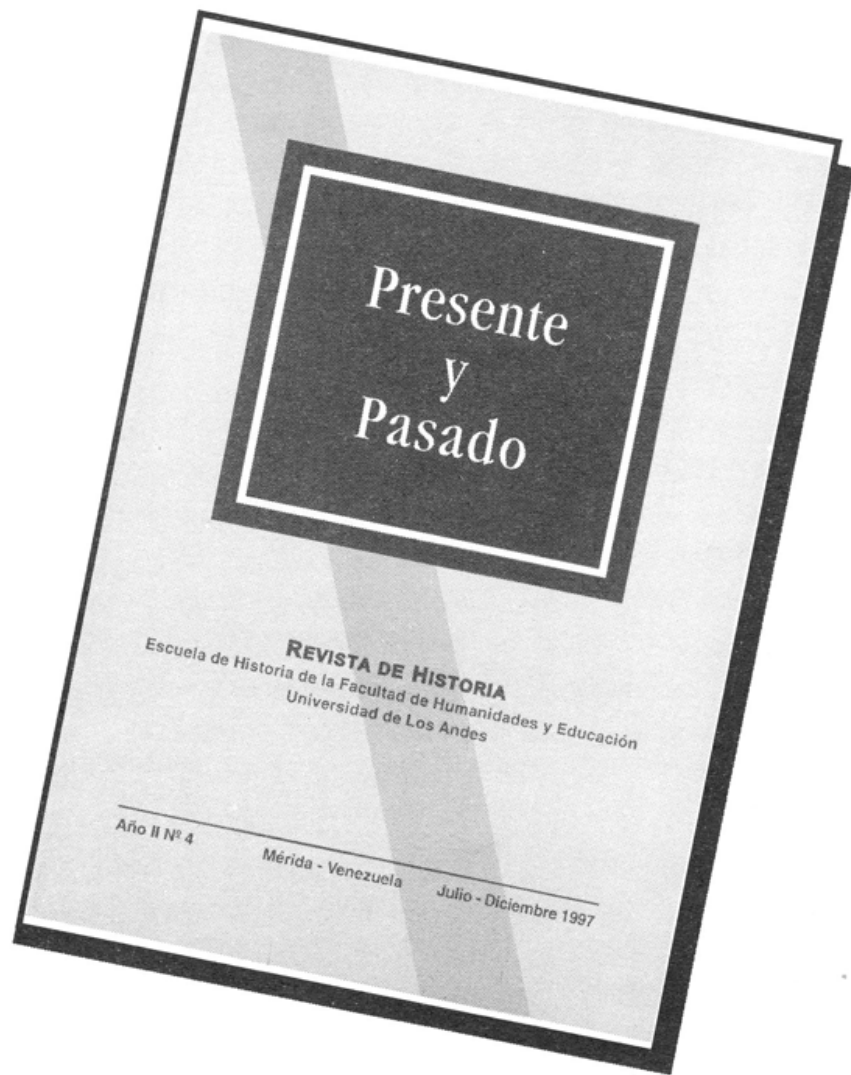 Presente
y
Pasado
REVISTA DE HISTORIA
Escuela de Historia de la Facultad de Humanidades y Educación
Universidad de Los Andes
Año II Nº 4 Mérida - Venezuela Julio - Diciembre 1997